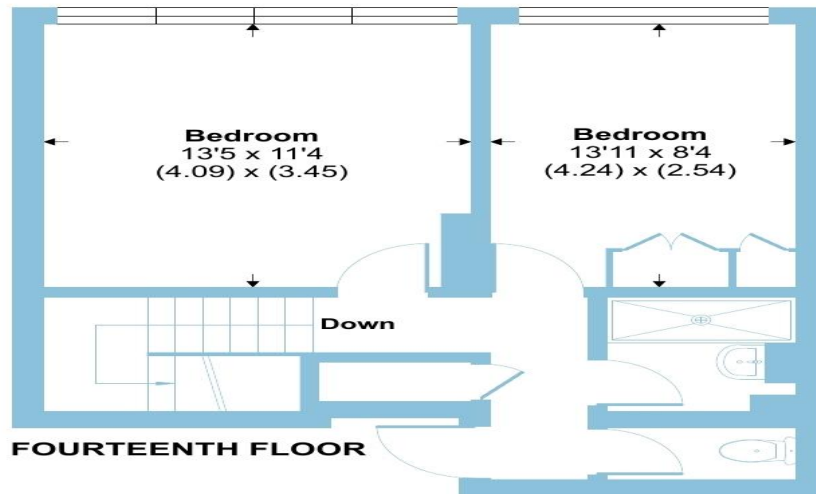 Bedroom
13'5 x 11'4
(4.09) x (3.45)
Bedroom
13'11 x 8'4
(4.24) x (2.54)
Down
FOURTEENTH FLOOR